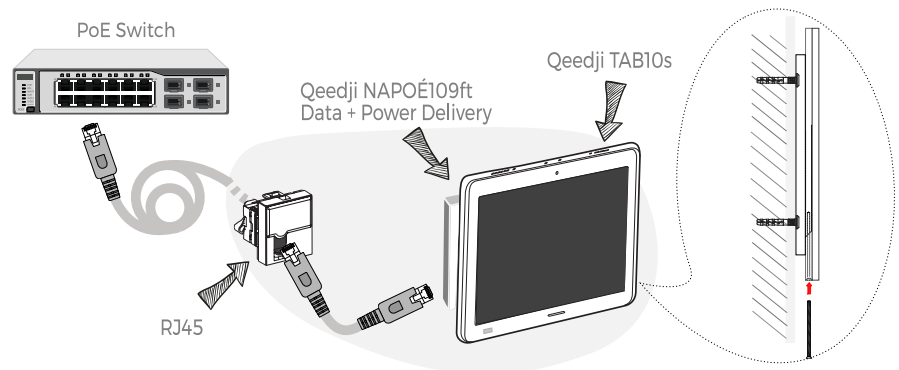 PoE Switch
Qeedji NAPOÉ109ft
Data + Power Delivery
Qeedji TAB10s
RJ45